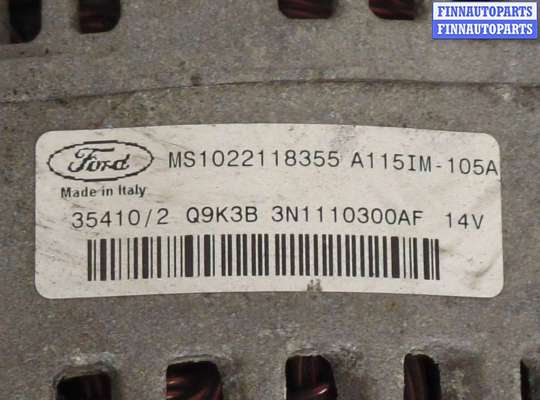 FINNAUTOPARTS
FINNAUTOPARTS
Ford MS1022118355 A115IM-105A
Made in Italy
35410/2 Q9K3B 3N1110300AF 14V